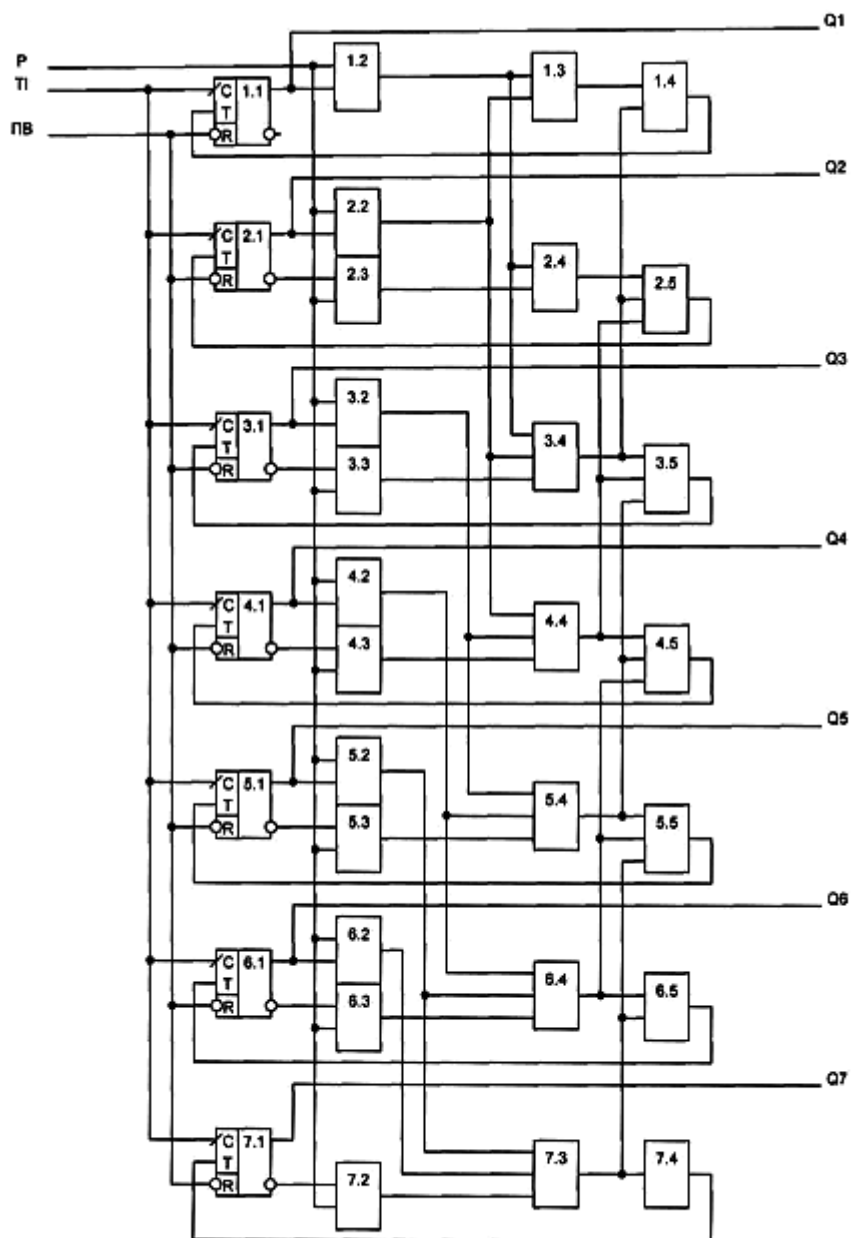 Q1
P
1.2
TI
C 1.1
T
R
1.3
1.4
ПВ
Q2
2.2
C 2.1
T
R
2.3
2.4
2.5
Q3
3.2
C 3.1
T
R
3.3
3.4
3.5
Q4
4.2
C 4.1
T
R
4.3
4.4
4.5
Q5
5.2
C 5.1
T
R
5.3
5.4
5.5
Q6
6.2
C 6.1
T
R
6.3
6.4
6.5
Q7
C 7.1
T
R
7.2
7.3
7.4